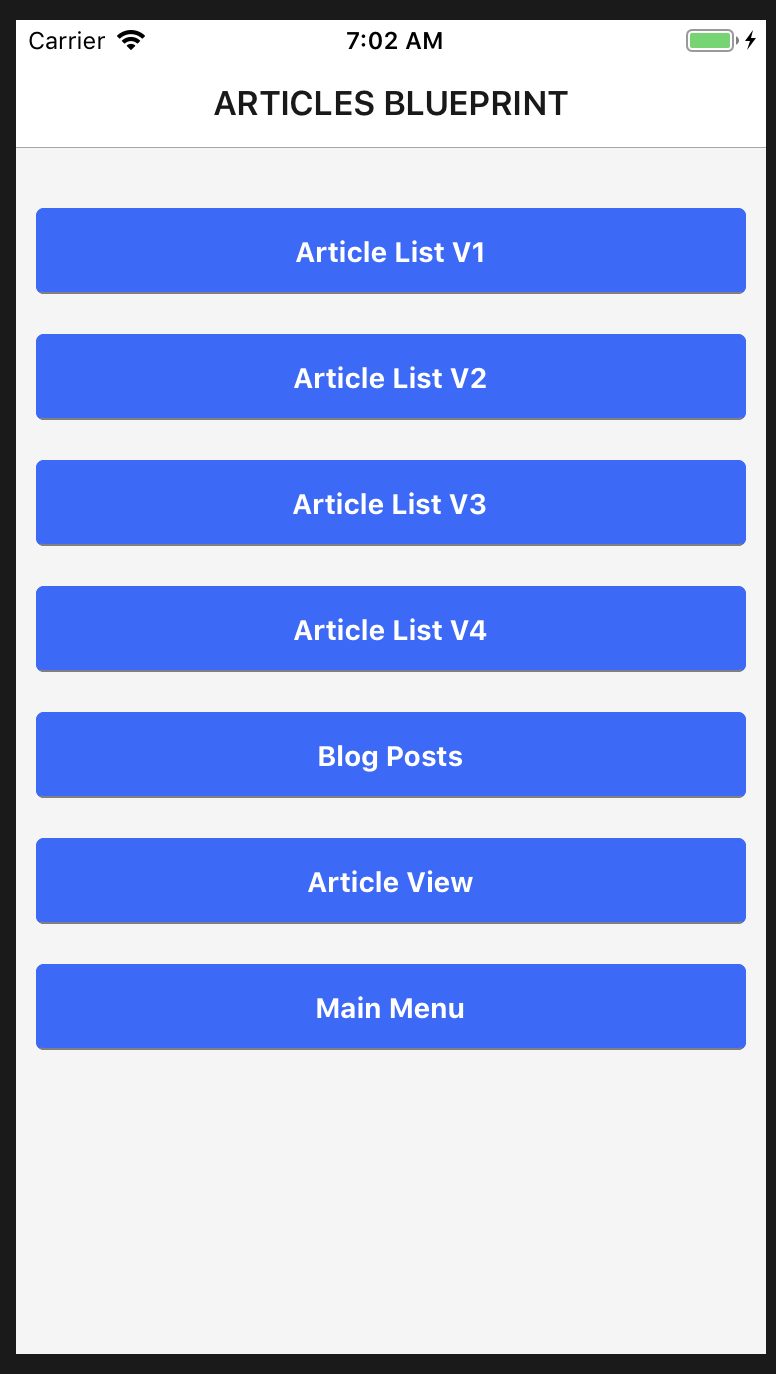 Carrier 7:02 AM
ARTICLES BLUEPRINT
Article List V1
Article List V2
Article List V3
Article List V4
Blog Posts
Article View
Main Menu